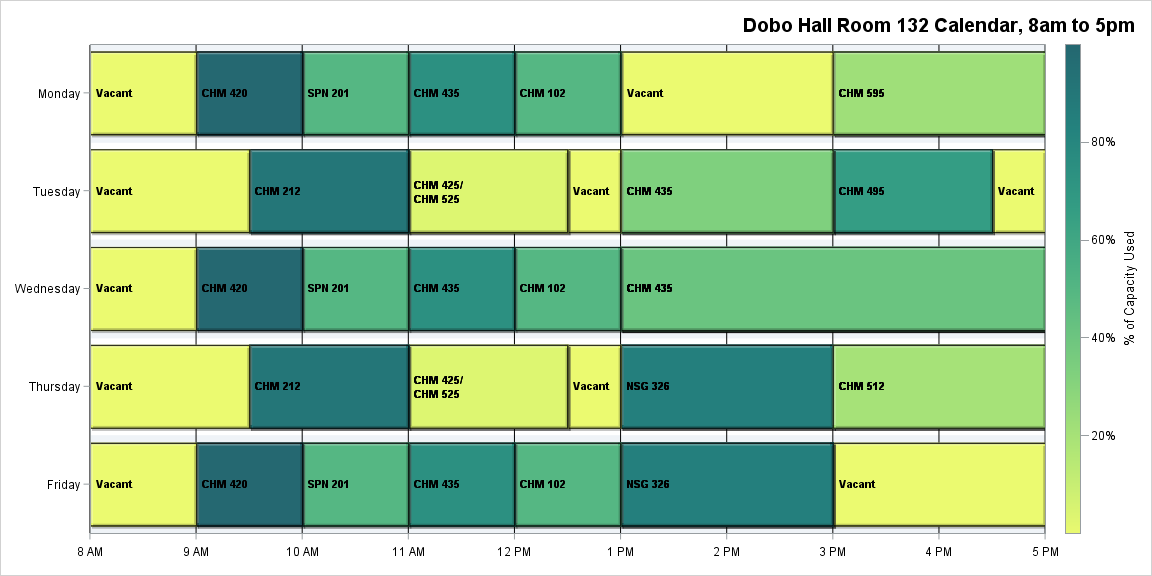 Dobo Hall Room 132 Calendar, 8am to 5pm
Monday
Vacant
CHM 420
SPN 201
CHM 435
CHM 102
Vacant
CHM 595
Tuesday
Vacant
CHM 212
CHM 425/
CHM 525
Vacant
CHM 435
CHM 495
Vacant
Wednesday
Vacant
CHM 420
SPN 201
CHM 435
CHM 102
CHM 435
Thursday
Vacant
CHM 212
CHM 425/
CHM 525
Vacant
NSG 326
CHM 512
Friday
Vacant
CHM 420
SPN 201
CHM 435
CHM 102
NSG 326
Vacant
8 AM
9 AM
10 AM
11 AM
12 PM
1 PM
2 PM
3 PM
4 PM
5 PM
80%
60%
40%
20%
% of Capacity Used